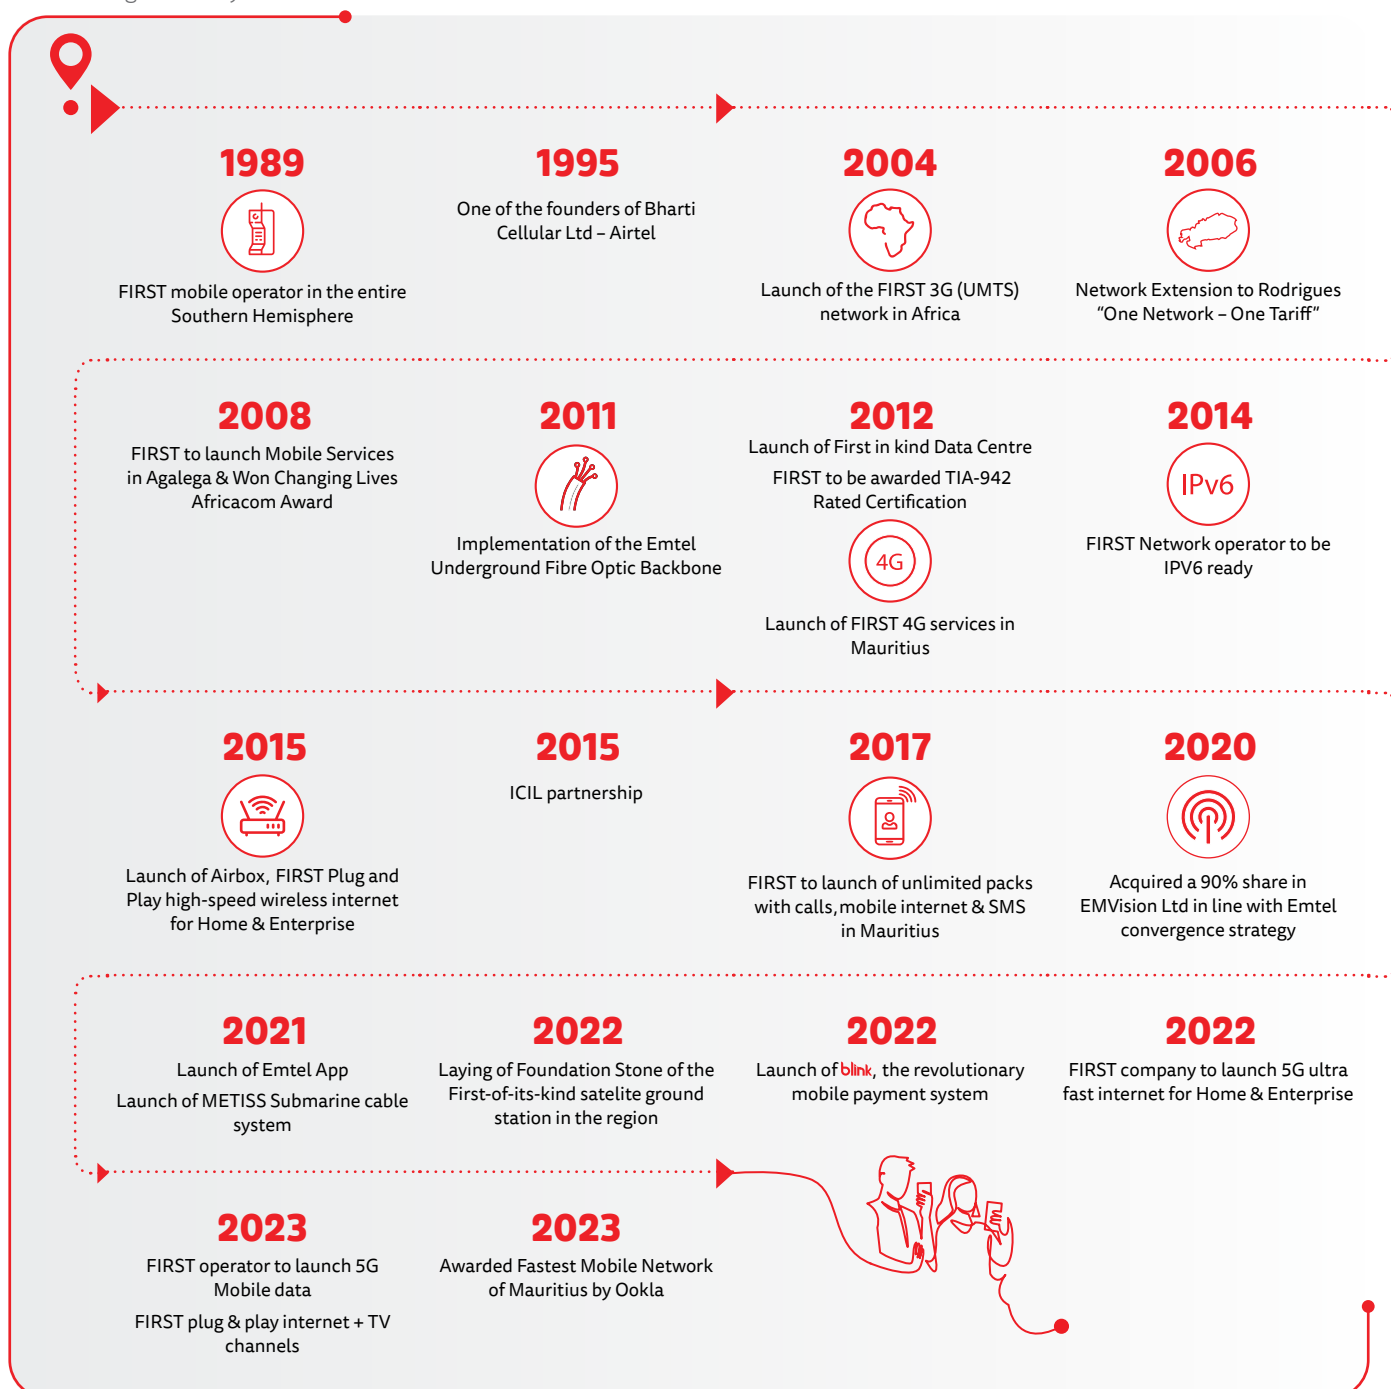 1989
FIRST mobile operator in the entire
Southern Hemisphere
1995
One of the founders of Bharti
Cellular Ltd – Airtel
2004
Launch of the FIRST 3G (UMTS)
network in Africa
2006
Network Extension to Rodrigues
“One Network – One Tariff”
2008
FIRST to launch Mobile Services
in Agalega & Won Changing Lives
Africacom Award
2011
Implementation of the Emtel
Underground Fibre Optic Backbone
2012
Launch of First in kind Data Centre
FIRST to be awarded TIA-942
Rated Certification
4G
Launch of FIRST 4G services in
Mauritius
2014
IPv6
FIRST Network operator to be
IPV6 ready
2015
Launch of Airbox, FIRST Plug and
Play high-speed wireless internet
for Home & Enterprise
2015
ICIL partnership
2017
FIRST to launch of unlimited packs
with calls, mobile internet & SMS
in Mauritius
2020
Acquired a 90% share in
EMVision Ltd in line with Emtel
convergence strategy
2021
Launch of Emtel App
Launch of METISS Submarine cable
system
2022
Laying of Foundation Stone of the
First-of-its-kind satelite ground
station in the region
2022
Launch of blink, the revolutionary
mobile payment system
2022
FIRST company to launch 5G ultra
fast internet for Home & Enterprise
2023
FIRST operator to launch 5G
Mobile data
FIRST plug & play internet + TV
channels
2023
Awarded Fastest Mobile Network
of Mauritius by Ookla